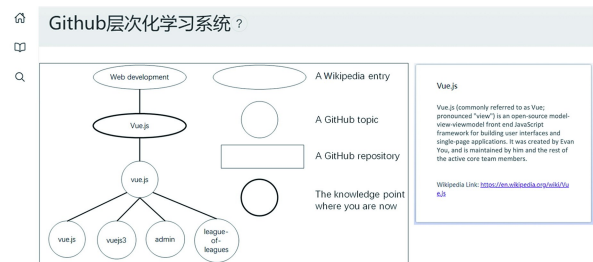 Github层次化学习系统 ?
Web development
Vue.js
vue.js
vue.js
vuejs3
admin
league-
of-
leagues
A Wikipedia entry
A GitHub topic
A GitHub repository
The knowledge point
where you are now
Vue.js
Vue.js (commonly referred to as Vue;
pronounced "view") is an open-source model-
view-viewmodel front end JavaScript
framework for building user interfaces and
single-page applications. It was created by Evan
You, and is maintained by him and the rest of
the active core team members.
Wikipedia Link: https://en.wikipedia.org/wiki/Vu
e.js